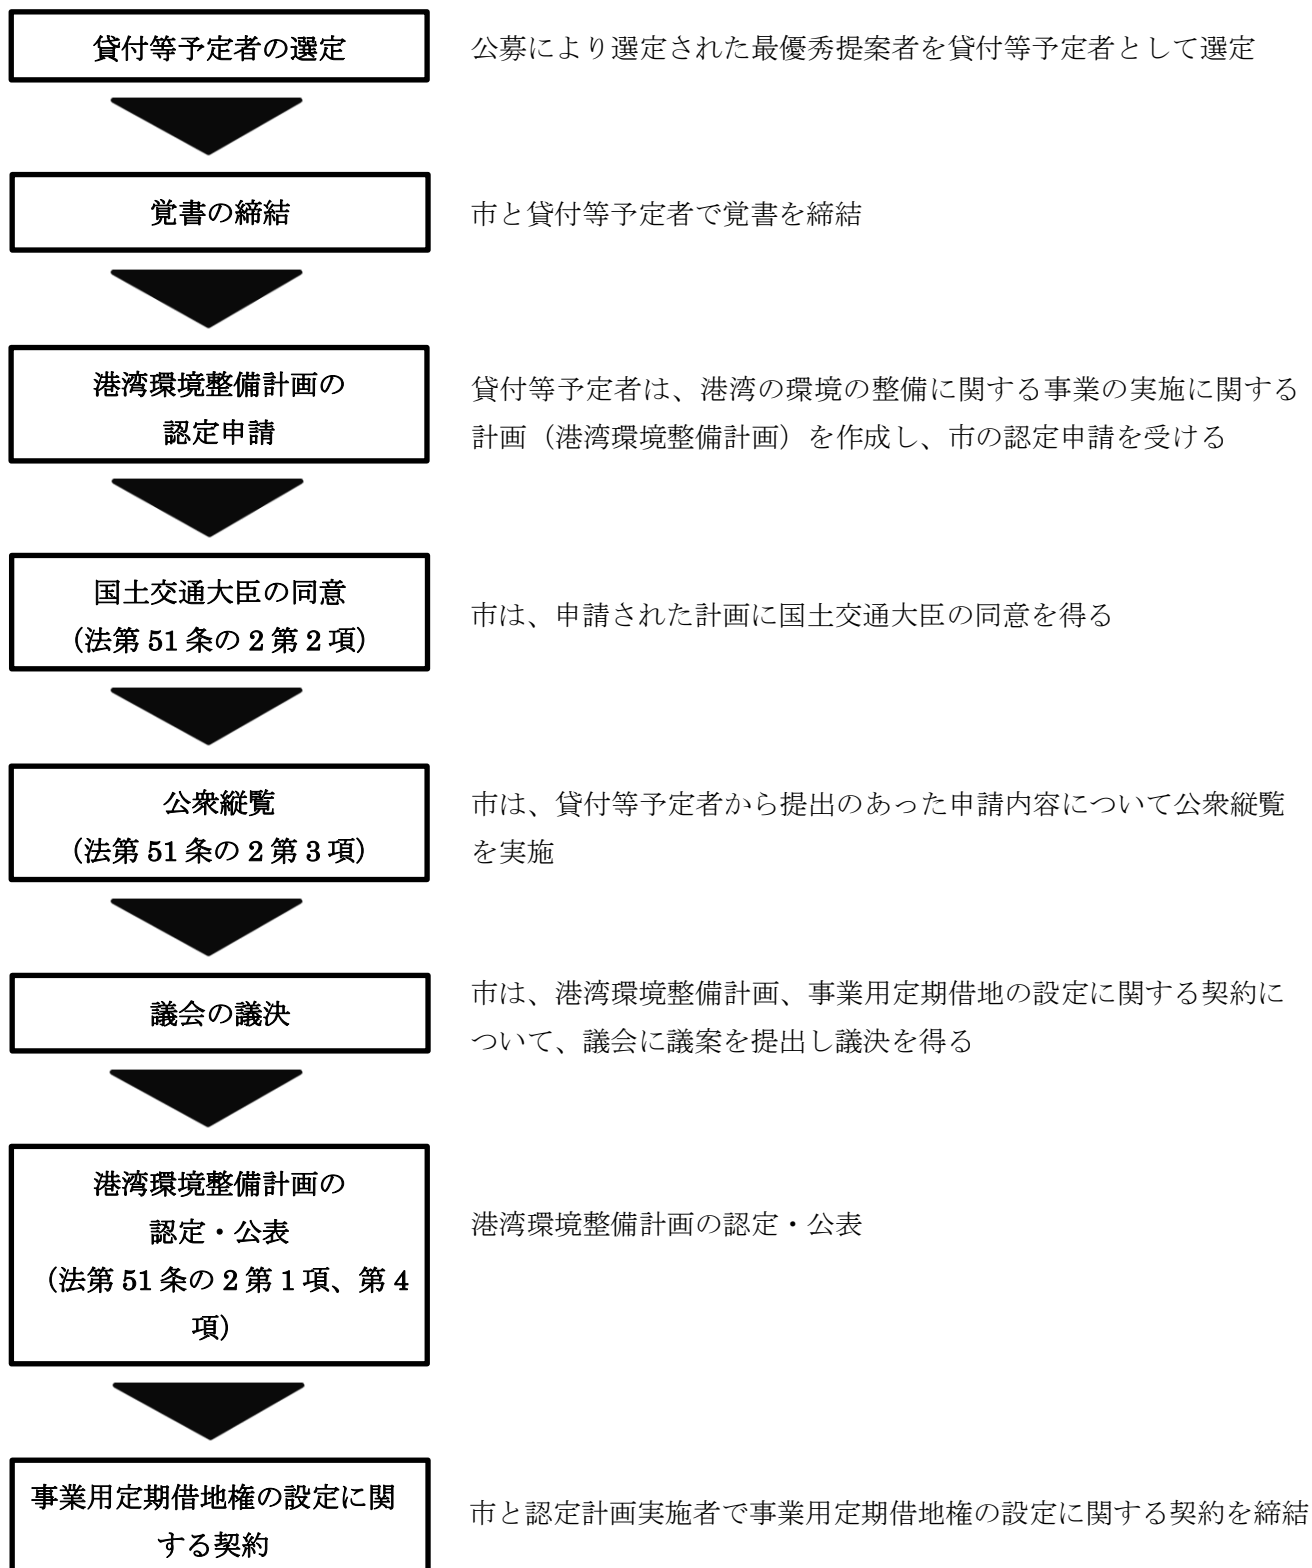 貸付等予定者の選定
公募により選定された最優秀提案者を貸付等予定者として選定
覚書の締結
市と貸付等予定者で覚書を締結
港湾環境整備計画の
認定申請
貸付等予定者は、港湾の環境の整備に関する事業の実施に関する
計画（港湾環境整備計画）を作成し、市の認定申請を受ける
国土交通大臣の同意
（法第 51 条の 2 第 2 項）
市は、申請された計画に国土交通大臣の同意を得る
公衆縦覧
（法第 51 条の 2 第 3 項）
市は、貸付等予定者から提出のあった申請内容について公衆縦覧
を実施
議会の議決
市は、港湾環境整備計画、事業用定期借地の設定に関する契約に
ついて、議会に議案を提出し議決を得る
港湾環境整備計画の
認定・公表
（法第 51 条の 2 第 1 項、第 4
項）
港湾環境整備計画の認定・公表
事業用定期借地権の設定に関
する契約
市と認定計画実施者で事業用定期借地権の設定に関する契約を締結